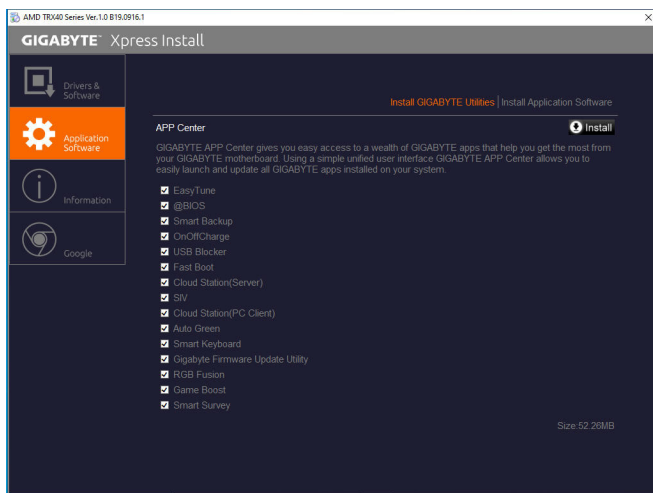 AMD TRX40 Series Ver.1.0 B19.0916.1
GIGABYTE™ Xpress Install
Drivers &
Software
Install GIGABYTE Utilities | Install Application Software
Application
Software
APP Center
Install
GIGABYTE APP Center gives you easy access to a wealth of GIGABYTE apps that help you get the most from
your GIGABYTE motherboard. Using a simple unified user interface GIGABYTE APP Center allows you to
easily launch and update all GIGABYTE apps installed on your system.
Information
Google
EasyTune
@BIOS
Smart Backup
OnOffCharge
USB Blocker
Fast Boot
Cloud Station(Server)
SIV
Cloud Station(PC Client)
Auto Green
Smart Keyboard
Gigabyte Firmware Update Utility
RGB Fusion
Game Boost
Smart Survey
Size:52.26MB